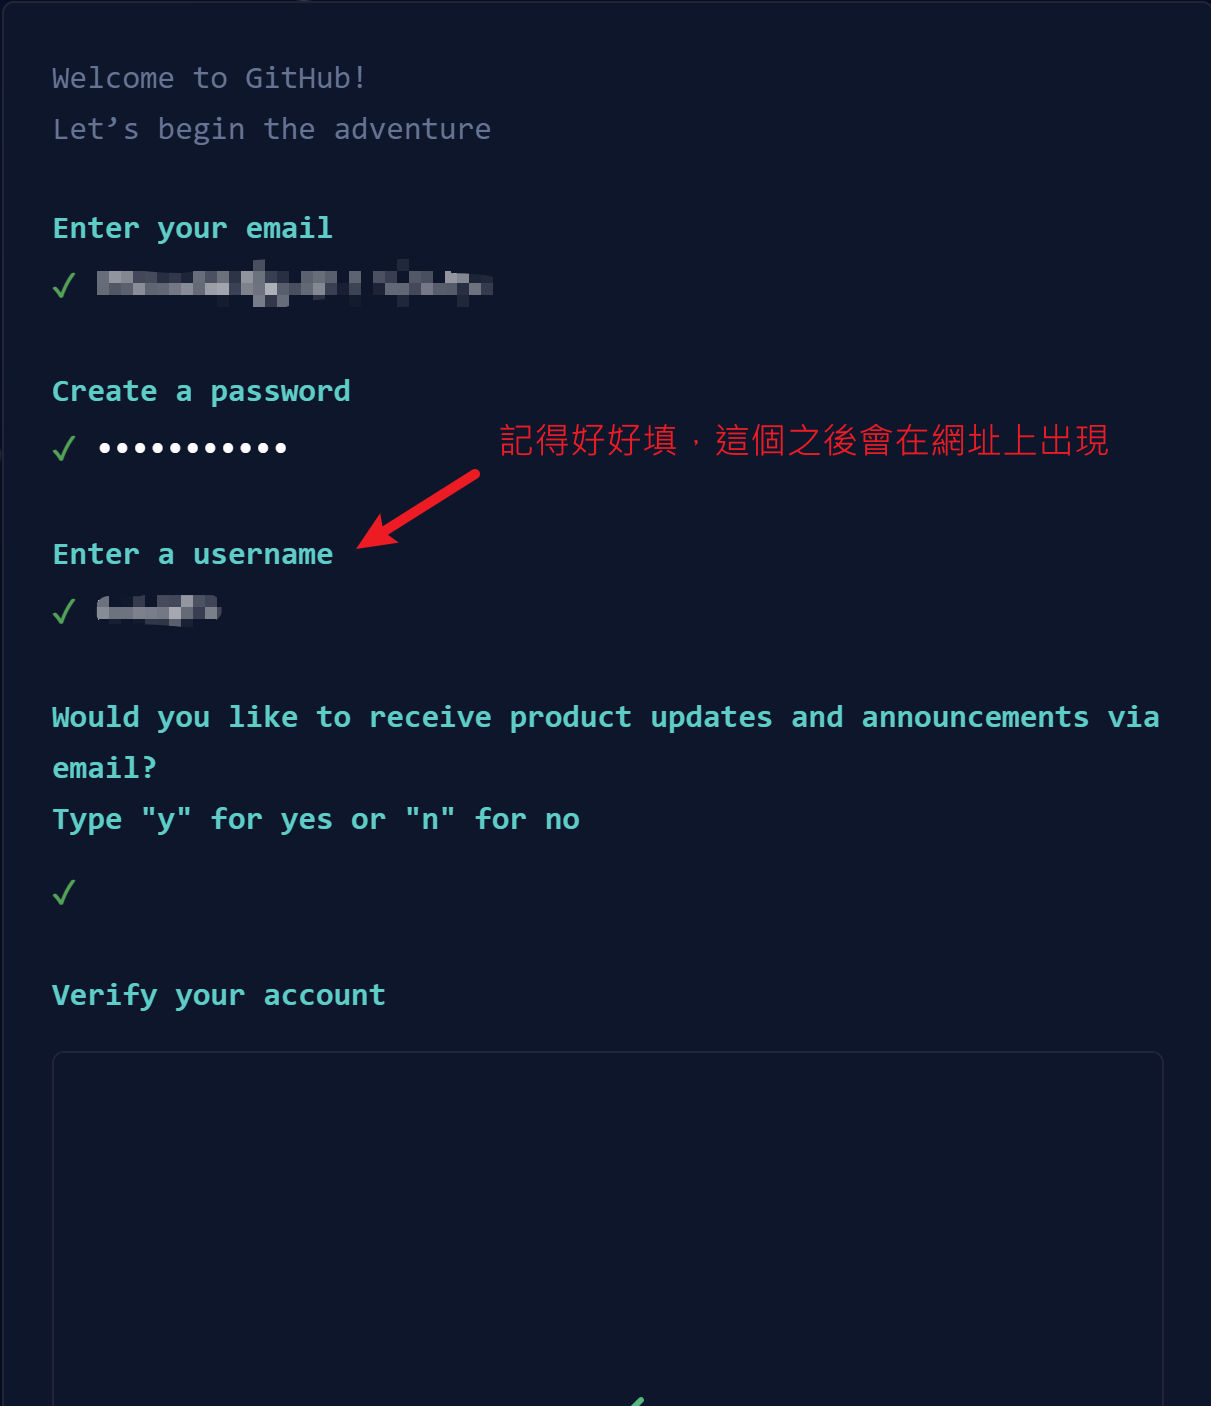 Welcome to GitHub!
Let’s begin the adventure
Enter your email
✓
Create a password
✓ •••••••••••
記得好好填，這個之後會在網址上出現
Enter a username
✓
Would you like to receive product updates and announcements via
email?
Type "y" for yes or "n" for no
✓
Verify your account